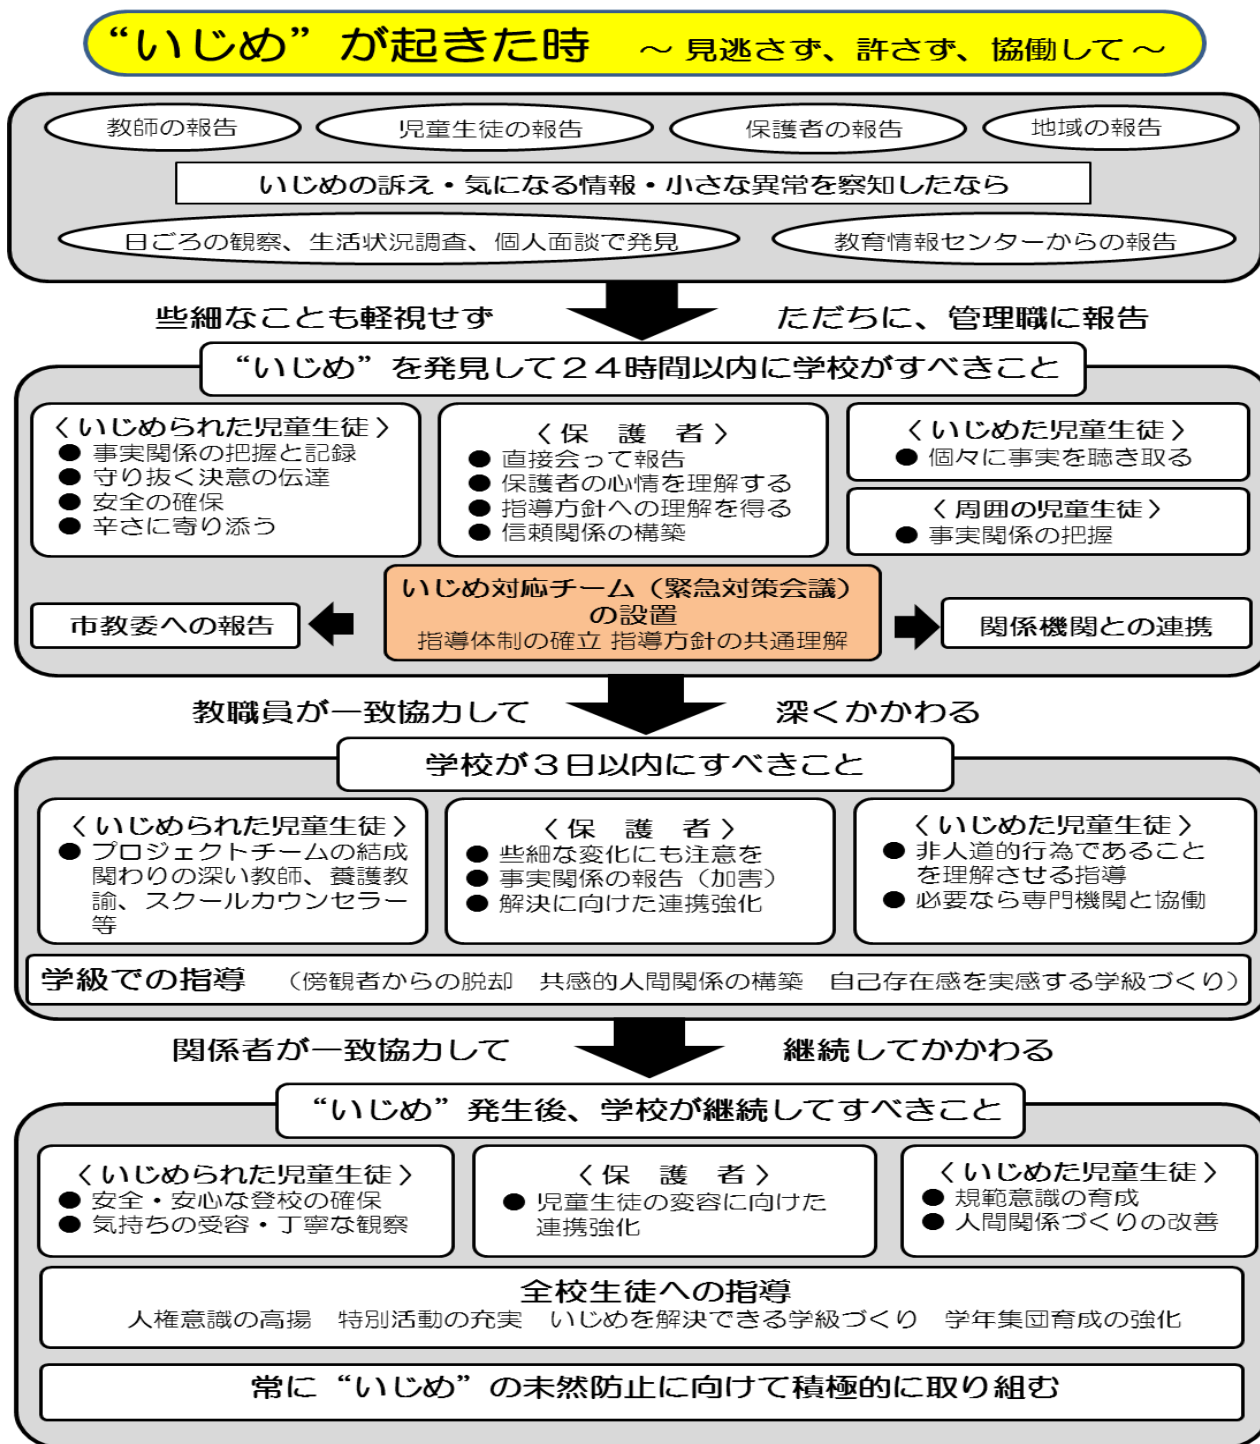 “いじめ”が起きた時　～ 見逃さず、許さず、協働して ～
教師の報告
児童生徒の報告
保護者の報告
地域の報告
いじめの訴え・気になる情報・小さな異常を察知したなら
日ごろの観察、生活状況調査、個人面談で発見
教育情報センターからの報告
些細なことも軽視せず
ただちに、管理職に報告
“いじめ”を発見して２４時間以内に学校がすべきこと
〈いじめられた児童生徒〉
● 事実関係の把握と記録
● 守り抜く決意の伝達
● 安全の確保
● 辛さに寄り添う
〈保　護　者〉
● 直接会って報告
● 保護者の心情を理解する
● 指導方針への理解を得る
● 信頼関係の構築
〈いじめた児童生徒〉
● 個々に事実を聴き取る
〈周囲の児童生徒〉
● 事実関係の把握
市教委への報告
いじめ対応チーム（緊急対策会議）
の設置
指導体制の確立 指導方針の共通理解
関係機関との連携
教職員が一致協力して
深くかかわる
学校が３日以内にすべきこと
〈いじめられた児童生徒〉
● プロジェクトチームの結成
関わりの深い教師、養護教
諭、スクールカウンセラー
等
〈保　護　者〉
● 些細な変化にも注意を
● 事実関係の報告（加害）
● 解決に向けた連携強化
〈いじめた児童生徒〉
● 非人道的行為であること
を理解させる指導
● 必要なら専門機関と協働
学級での指導　（傍観者からの脱却　共感的人間関係の構築　自己存在感を実感する学級づくり）
関係者が一致協力して
継続してかかわる
“いじめ”発生後、学校が継続してすべきこと
〈いじめられた児童生徒〉
● 安全・安心な登校の確保
● 気持ちの受容・丁寧な観察
〈保　護　者〉
● 児童生徒の変容に向けた
連携強化
〈いじめた児童生徒〉
● 規範意識の育成
● 人間関係づくりの改善
全校生徒への指導
人権意識の高揚　特別活動の充実　いじめを解決できる学級づくり　学年集団育成の強化
常に“いじめ”の未然防止に向けて積極的に取り組む